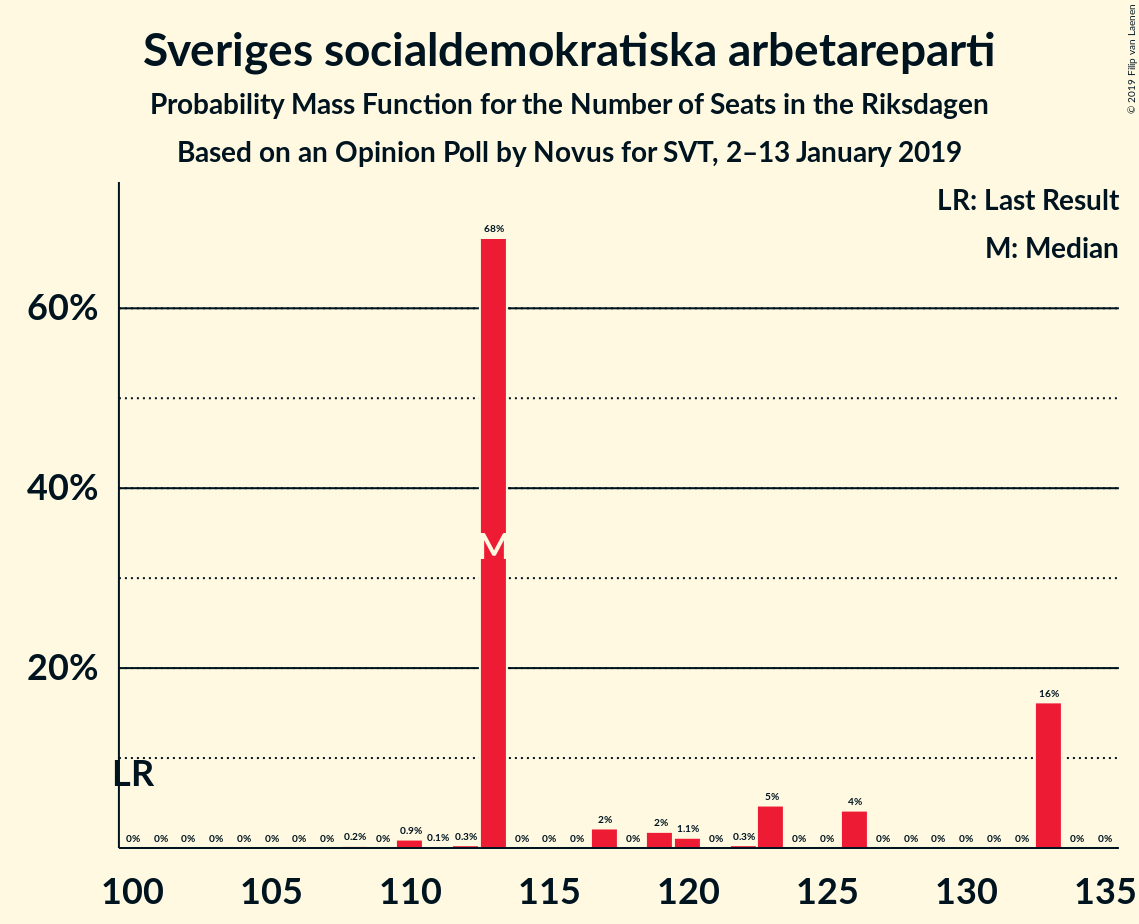 Sveriges socialdemokratiska arbetareparti
Probability Mass Function for the Number of Seats in the Riksdagen
Based on an Opinion Poll by Novus for SVT, 2–13 January 2019
© 2019 Filip van Laenen
LR: Last Result
M: Median
68%
60%
40%
M
20%
16%
LR
0% 0% 0% 0% 0% 0% 0% 0% 0.2% 0% 0.9% 0.1% 0.3% 0% 0% 0% 2% 0% 2% 1.1% 0% 0.3% 5% 0% 0% 4% 0% 0% 0% 0% 0% 0% 0% 0%
100 105 110 115 120 125 130 135